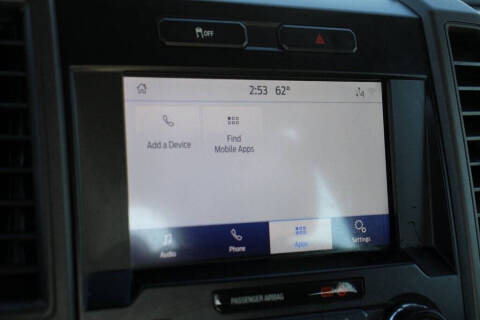 OFF
2:53 62°
Add a Device
Find
Mobile Apps
Audio
Phone
Apps
Settings
PASSENGER AIRBAG